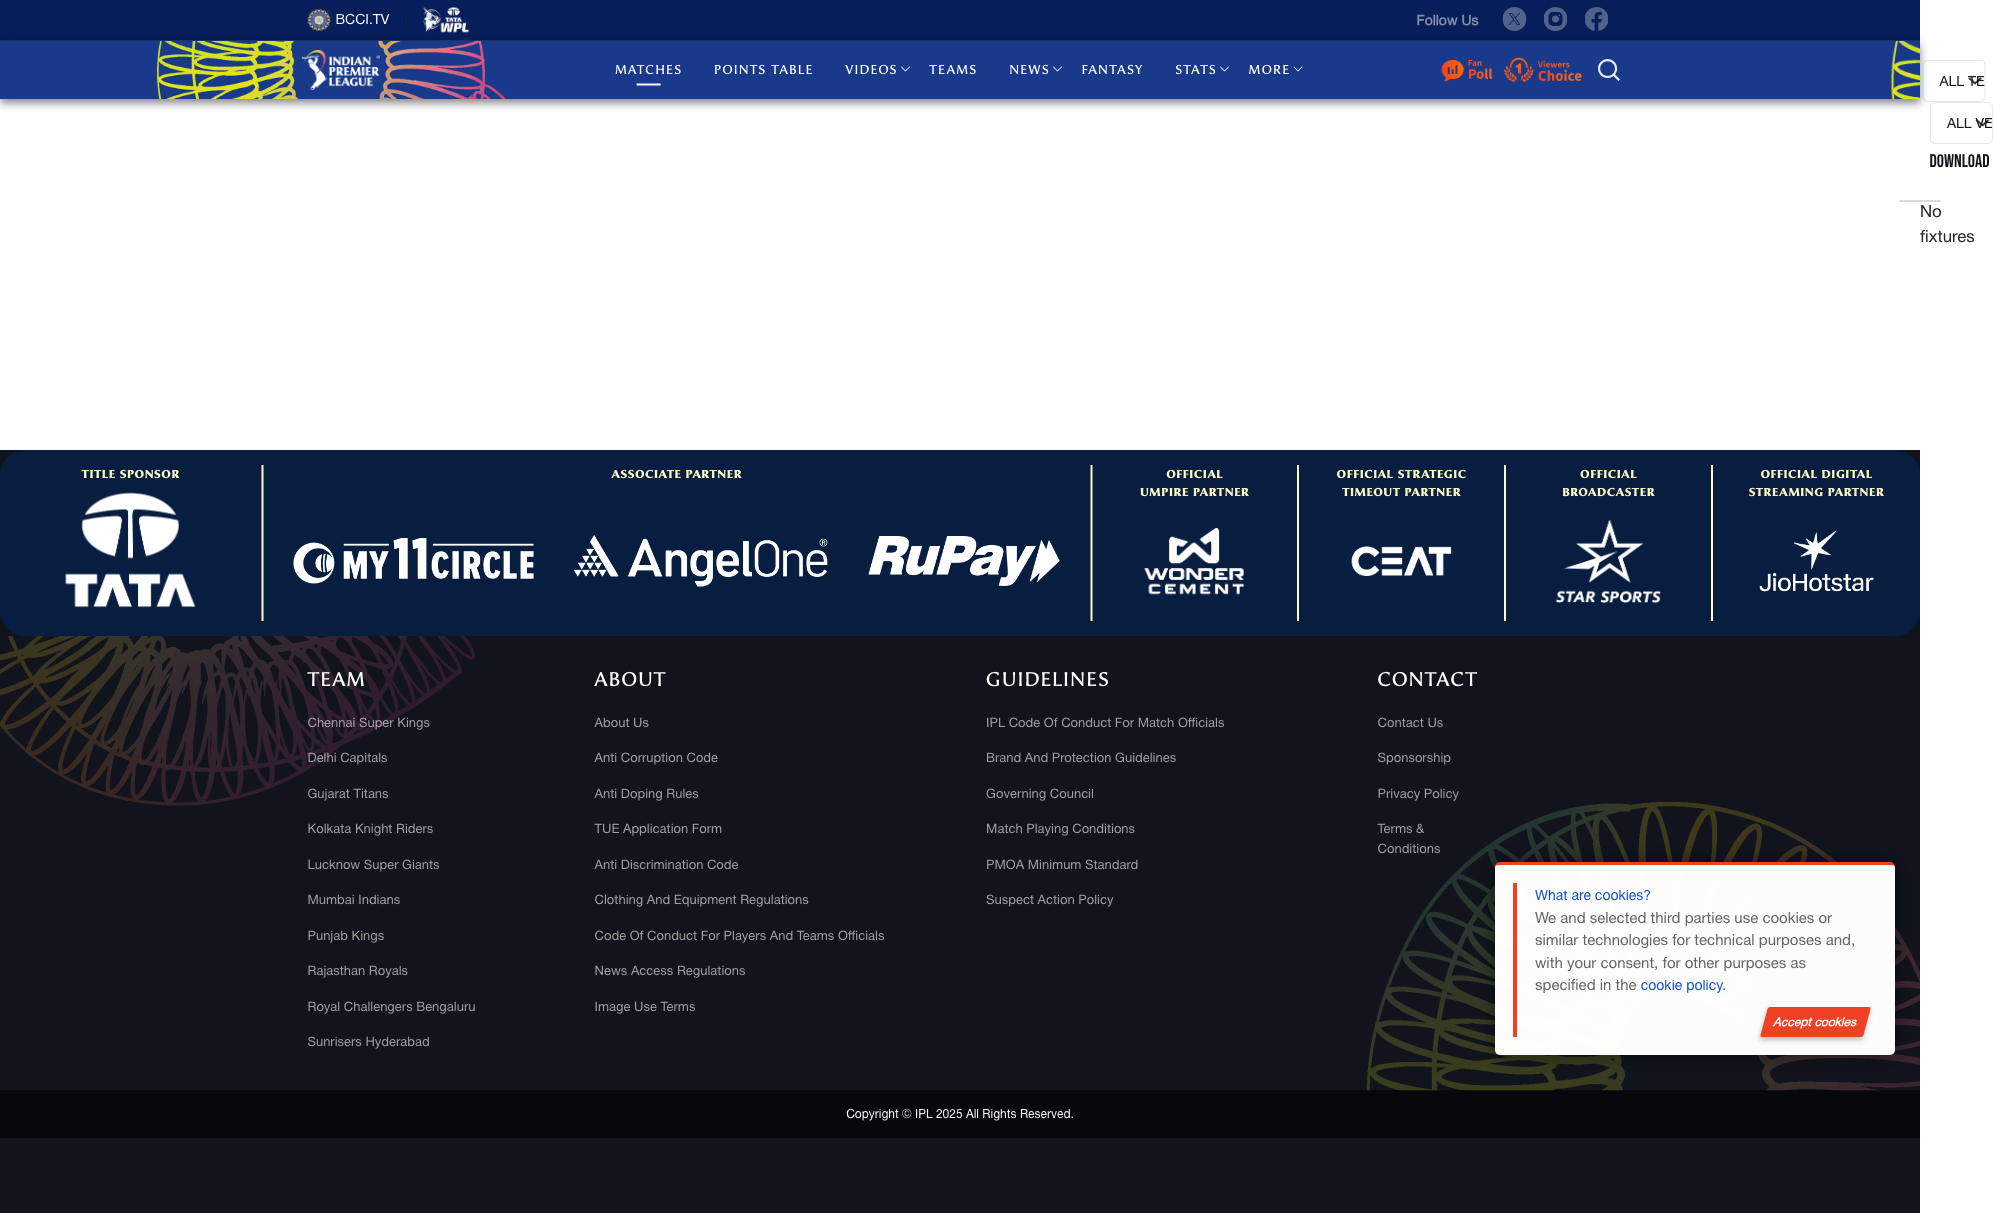 BCCI.TV
TATA
WPL
Follow Us
INDIAN
PREMIER
LEAGUE
MATCHES
POINTS TABLE
VIDEOS
TEAMS
NEWS
FANTASY
STATS
MORE
Fan
Poll
1
Viewers
Choice
ALL TE
ALL VE
DOWNLOAD
No
fixtures
TITLE SPONSOR
TATA
ASSOCIATE PARTNER
MY11CIRCLE
AngelOne®
RuPay
OFFICIAL
UMPIRE PARTNER
WONDER
CEMENT
OFFICIAL STRATEGIC
TIMEOUT PARTNER
CEAT
OFFICIAL
BROADCASTER
STAR SPORTS
OFFICIAL DIGITAL
STREAMING PARTNER
JioHotstar
TEAM
Chennai Super Kings
Delhi Capitals
Gujarat Titans
Kolkata Knight Riders
Lucknow Super Giants
Mumbai Indians
Punjab Kings
Rajasthan Royals
Royal Challengers Bengaluru
Sunrisers Hyderabad
ABOUT
About Us
Anti Corruption Code
Anti Doping Rules
TUE Application Form
Anti Discrimination Code
Clothing And Equipment Regulations
Code Of Conduct For Players And Teams Officials
News Access Regulations
Image Use Terms
GUIDELINES
IPL Code Of Conduct For Match Officials
Brand And Protection Guidelines
Governing Council
Match Playing Conditions
PMOA Minimum Standard
Suspect Action Policy
CONTACT
Contact Us
Sponsorship
Privacy Policy
Terms &
Conditions
What are cookies?
We and selected third parties use cookies or
similar technologies for technical purposes and,
with your consent, for other purposes as
specified in the cookie policy.
Accept cookies
Copyright © IPL 2025 All Rights Reserved.